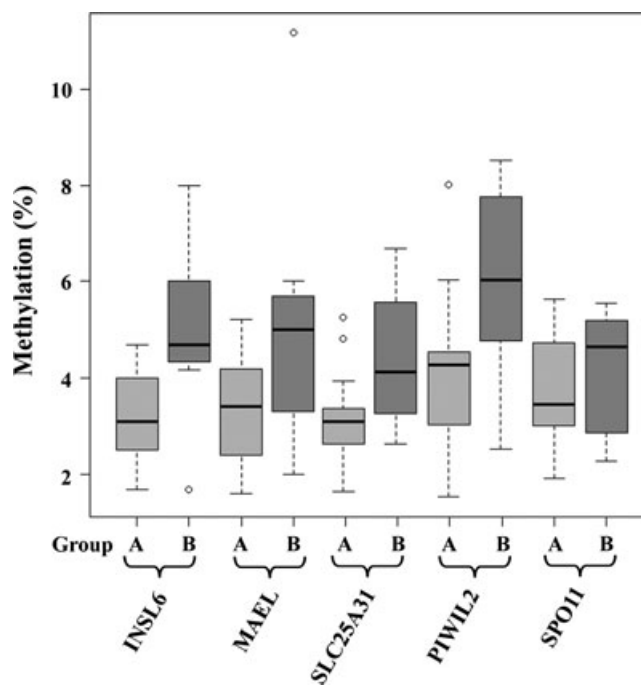 Methylation (%)
10
8
6
4
2
Group A B A B A B A B A B
INSL6 MAEL SLC25A31 PIWIL2 SPO11